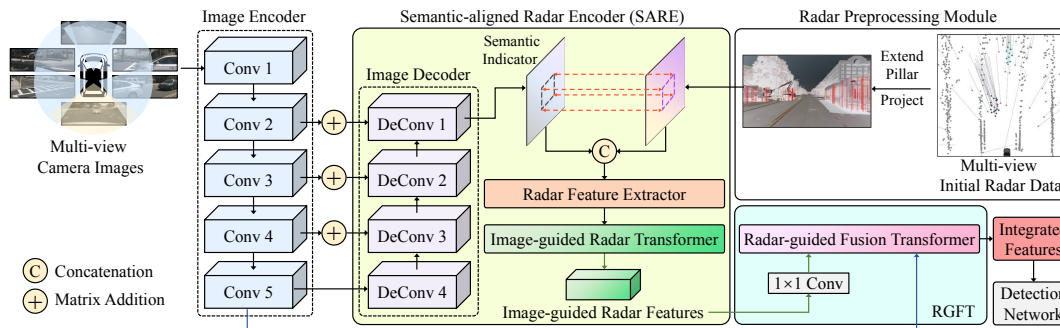 Image Encoder
Semantic-aligned Radar Encoder (SARE)
Radar Preprocessing Module
Multi-view
Camera Images
Conv 1
Conv 2
Conv 3
Conv 4
Conv 5
Image Decoder
DeConv 1
DeConv 2
DeConv 3
DeConv 4
Semantic
Indicator
C
Radar Feature Extractor
Image-guided Radar Transformer
Image-guided Radar Features
Extend
Pillar
Project
Multi-view
Initial Radar Data
Radar-guided Fusion Transformer
1×1 Conv
RGFT
Integrated
Features
Detection
Network
C Concatenation
+ Matrix Addition